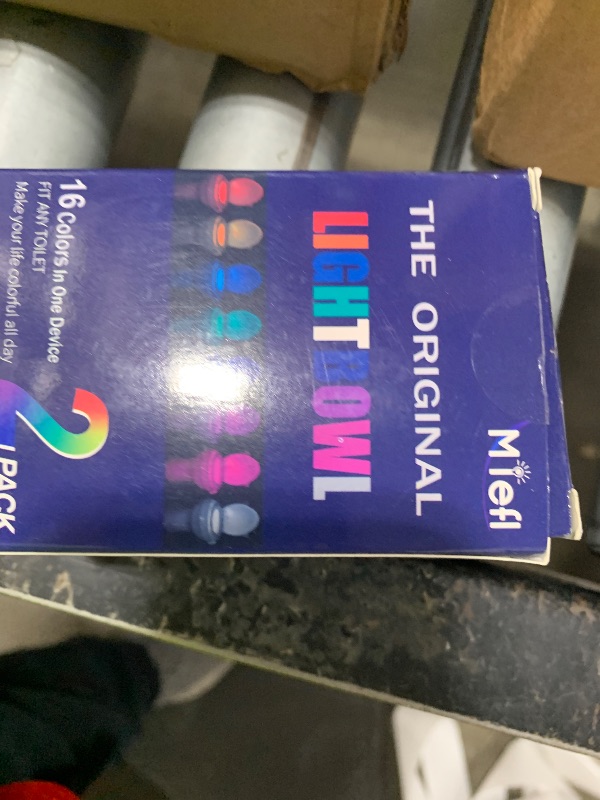 Miefl
THE ORIGINAL
LIGHTBOWL
16 Colors In One Device
FIT ANY TOILET
Make your life colorful all day
2
PACK